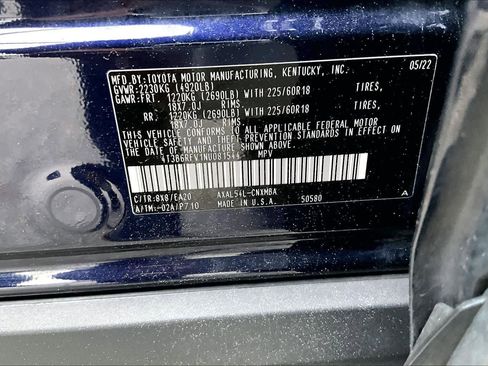 MFD.BY:TOYOTA MOTOR MANUFACTURING, KENTUCKY, INC. 05/22
GVWR:2230KG (4920LB)
GAWR:FRT. 1220KG (2690LB) WITH 225/60R18 TIRES,
18X7.0J RIMS.
RR. 1220KG (2690LB) WITH 225/60R18 TIRES,
18X7.0J RIMS.
THIS VEHICLE CONFORMS TO ALL APPLICABLE FEDERAL MOTOR
VEHICLE SAFETY AND THEFT PREVENTION STANDARDS
IN EFFECT ON THE DATE OF MANUFACTURE SHOWN ABOVE.
MPV
C/TR:8X8/EA20 AXAL54L-CNXMBA A
A/TM:-02A/P710 50580